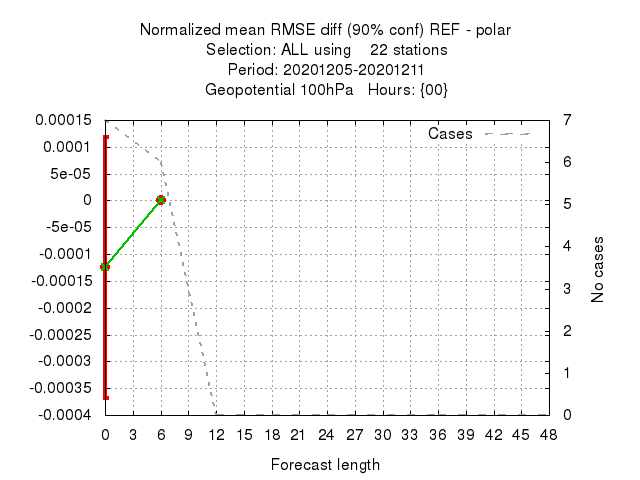 Normalized mean RMSE diff (90% conf) REF - polar
Selection: ALL using 22 stations
Period: 20201205-20201211
Geopotential 100hPa Hours: {00}
Cases
0.00015
0.0001
5e-05
0
-5e-05
-0.0001
-0.00015
-0.0002
-0.00025
-0.0003
-0.00035
-0.0004
7
6
5
4
3
2
1
0
No cases
0 3 6 9 12 15 18 21 24 27 30 33 36 39 42 45 48
Forecast length